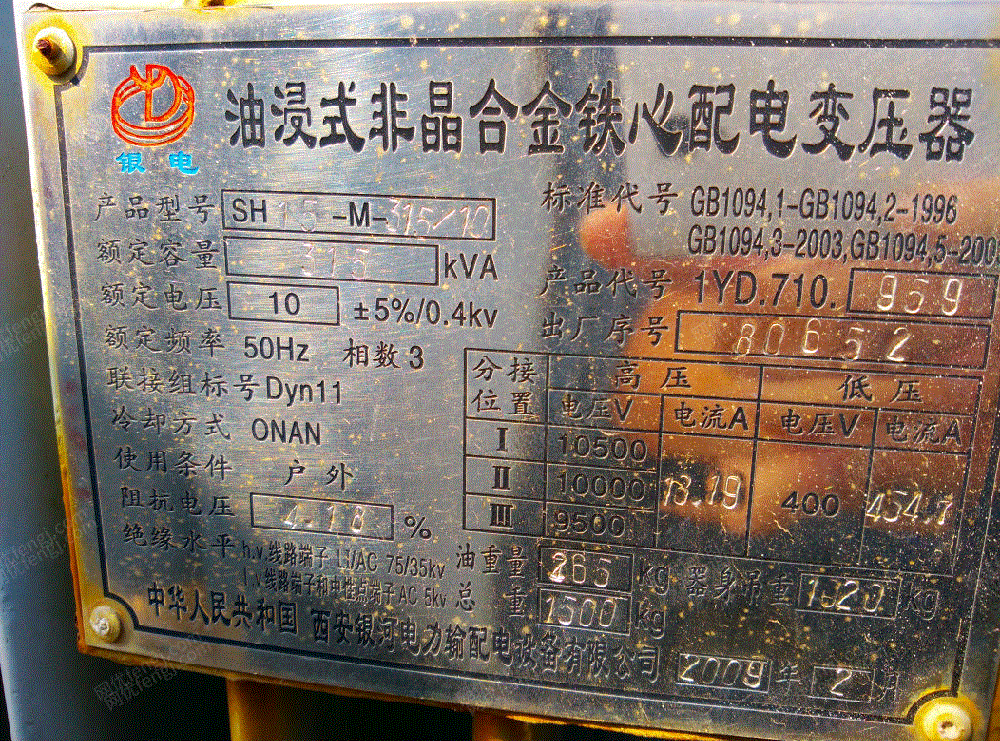 银电
油浸式非晶合金铁心配电变压器
产品型号 SH15-M-315/10
额定容量 315 kVA
额定电压 10 ±5%/0.4kv
额定频率 50Hz 相数 3
联接组标号 Dyn11
冷却方式 ONAN
使用条件 户外
阻抗电压 4.18 %
绝缘水平 h.v.线路端子 LI/AC 75/35kv
l.v线路端子和中性点端子 AC 5kv
标准代号 GB1094,1-GB1094,2-1996
GB1094,3-2003,GB1094,5-200
产品代号 1YD.710. 959
出厂序号 80652
分接位置 高压 低压
电压V 电流A 电压V 电流A
I 10500
II 10000 18.19 400 454.7
III 9500
油重量 265 kg 器身吊重 1020 kg
总重 1500 kg
中华人民共和国 西安银河电力输配电设备有限公司 2009年 2月